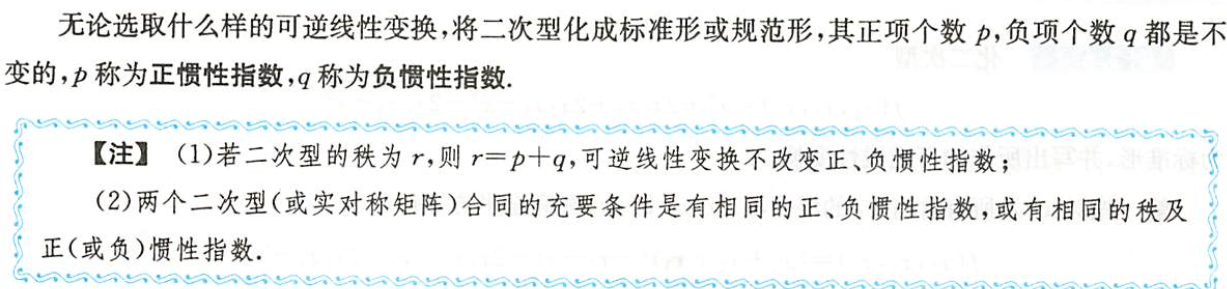 无论选取什么样的可逆线性变换,将二次型化成标准形或规范形,其正项个数 p,负项个数 q 都是不
变的,p 称为正惯性指数,q 称为负惯性指数.
【注】 (1)若二次型的秩为 r,则 r=p+q,可逆线性变换不改变正、负惯性指数;
(2)两个二次型(或实对称矩阵)合同的充要条件是有相同的正、负惯性指数,或有相同的秩及
正(或负)惯性指数.